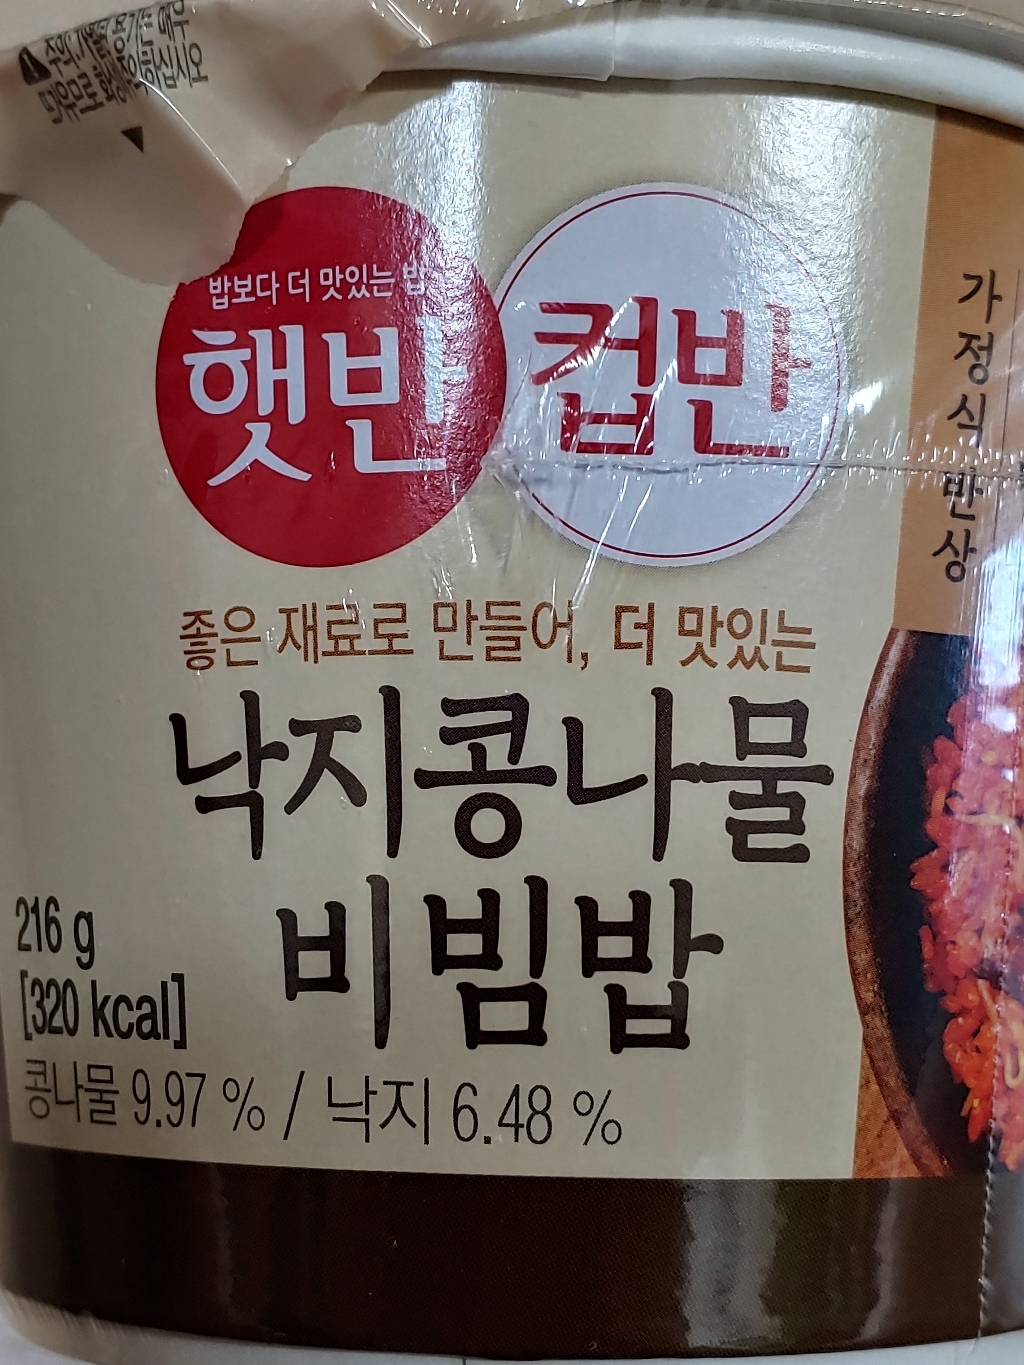 밥보다 더 맛있는 밥
햇반 컵반
가정식 반상
좋은 재료로 만들어, 더 맛있는
낙지콩나물
비빔밥
216 g
[320 kcal]
콩나물 9.97 % / 낙지 6.48 %